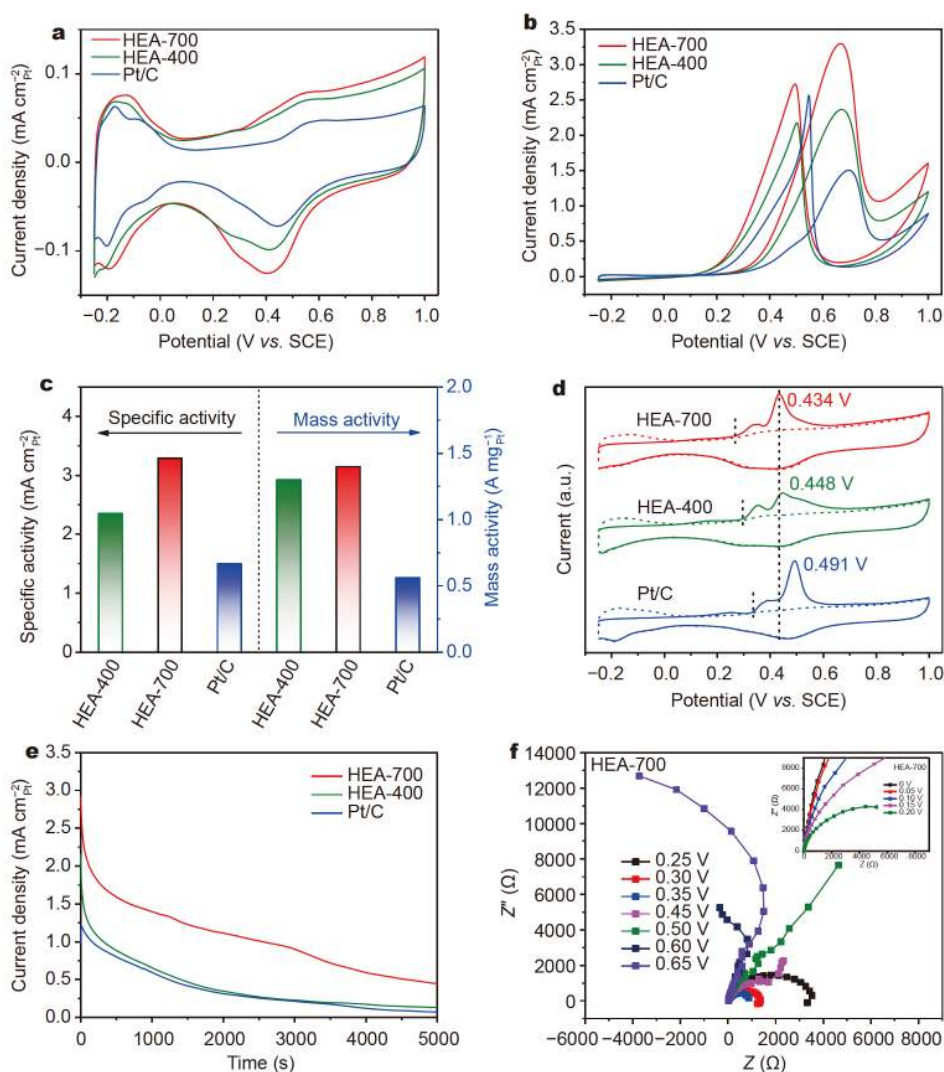 a
HEA-700
HEA-400
Pt/C
0.1
0.0
−0.1
Current density (mA cm⁻²Pt)
−0.2 0.0 0.2 0.4 0.6 0.8 1.0
Potential (V vs. SCE)
b
HEA-700
HEA-400
Pt/C
3.5
3.0
2.5
2.0
1.5
1.0
0.5
0.0
Current density (mA cm⁻²Pt)
−0.2 0.0 0.2 0.4 0.6 0.8 1.0
Potential (V vs. SCE)
c
Specific activity
Mass activity
4
3
2
1
0
Specific activity (mA cm⁻²Pt)
2.0
1.5
1.0
0.5
0.0
Mass activity (A mg⁻¹Pt)
HEA-400 HEA-700 Pt/C HEA-400 HEA-700 Pt/C
d
HEA-700
0.434 V
HEA-400
0.448 V
Pt/C
0.491 V
Current (a.u.)
−0.2 0.0 0.2 0.4 0.6 0.8 1.0
Potential (V vs. SCE)
e
HEA-700
HEA-400
Pt/C
3.5
3.0
2.5
2.0
1.5
1.0
0.5
0.0
Current density (mA cm⁻²Pt)
0 1000 2000 3000 4000 5000
Time (s)
f
HEA-700
14000
12000
10000
8000
6000
4000
2000
0
Z″ (Ω)
0.25 V
0.30 V
0.35 V
0.45 V
0.50 V
0.60 V
0.65 V
−6000 −4000 −2000 0 2000 4000 6000 8000
Z (Ω)
HEA-700
0 V
0.05 V
0.10 V
0.15 V
0.20 V
8000
6000
4000
2000
0
Z″ (Ω)
0 2000 4000 6000 8000
Z (Ω)